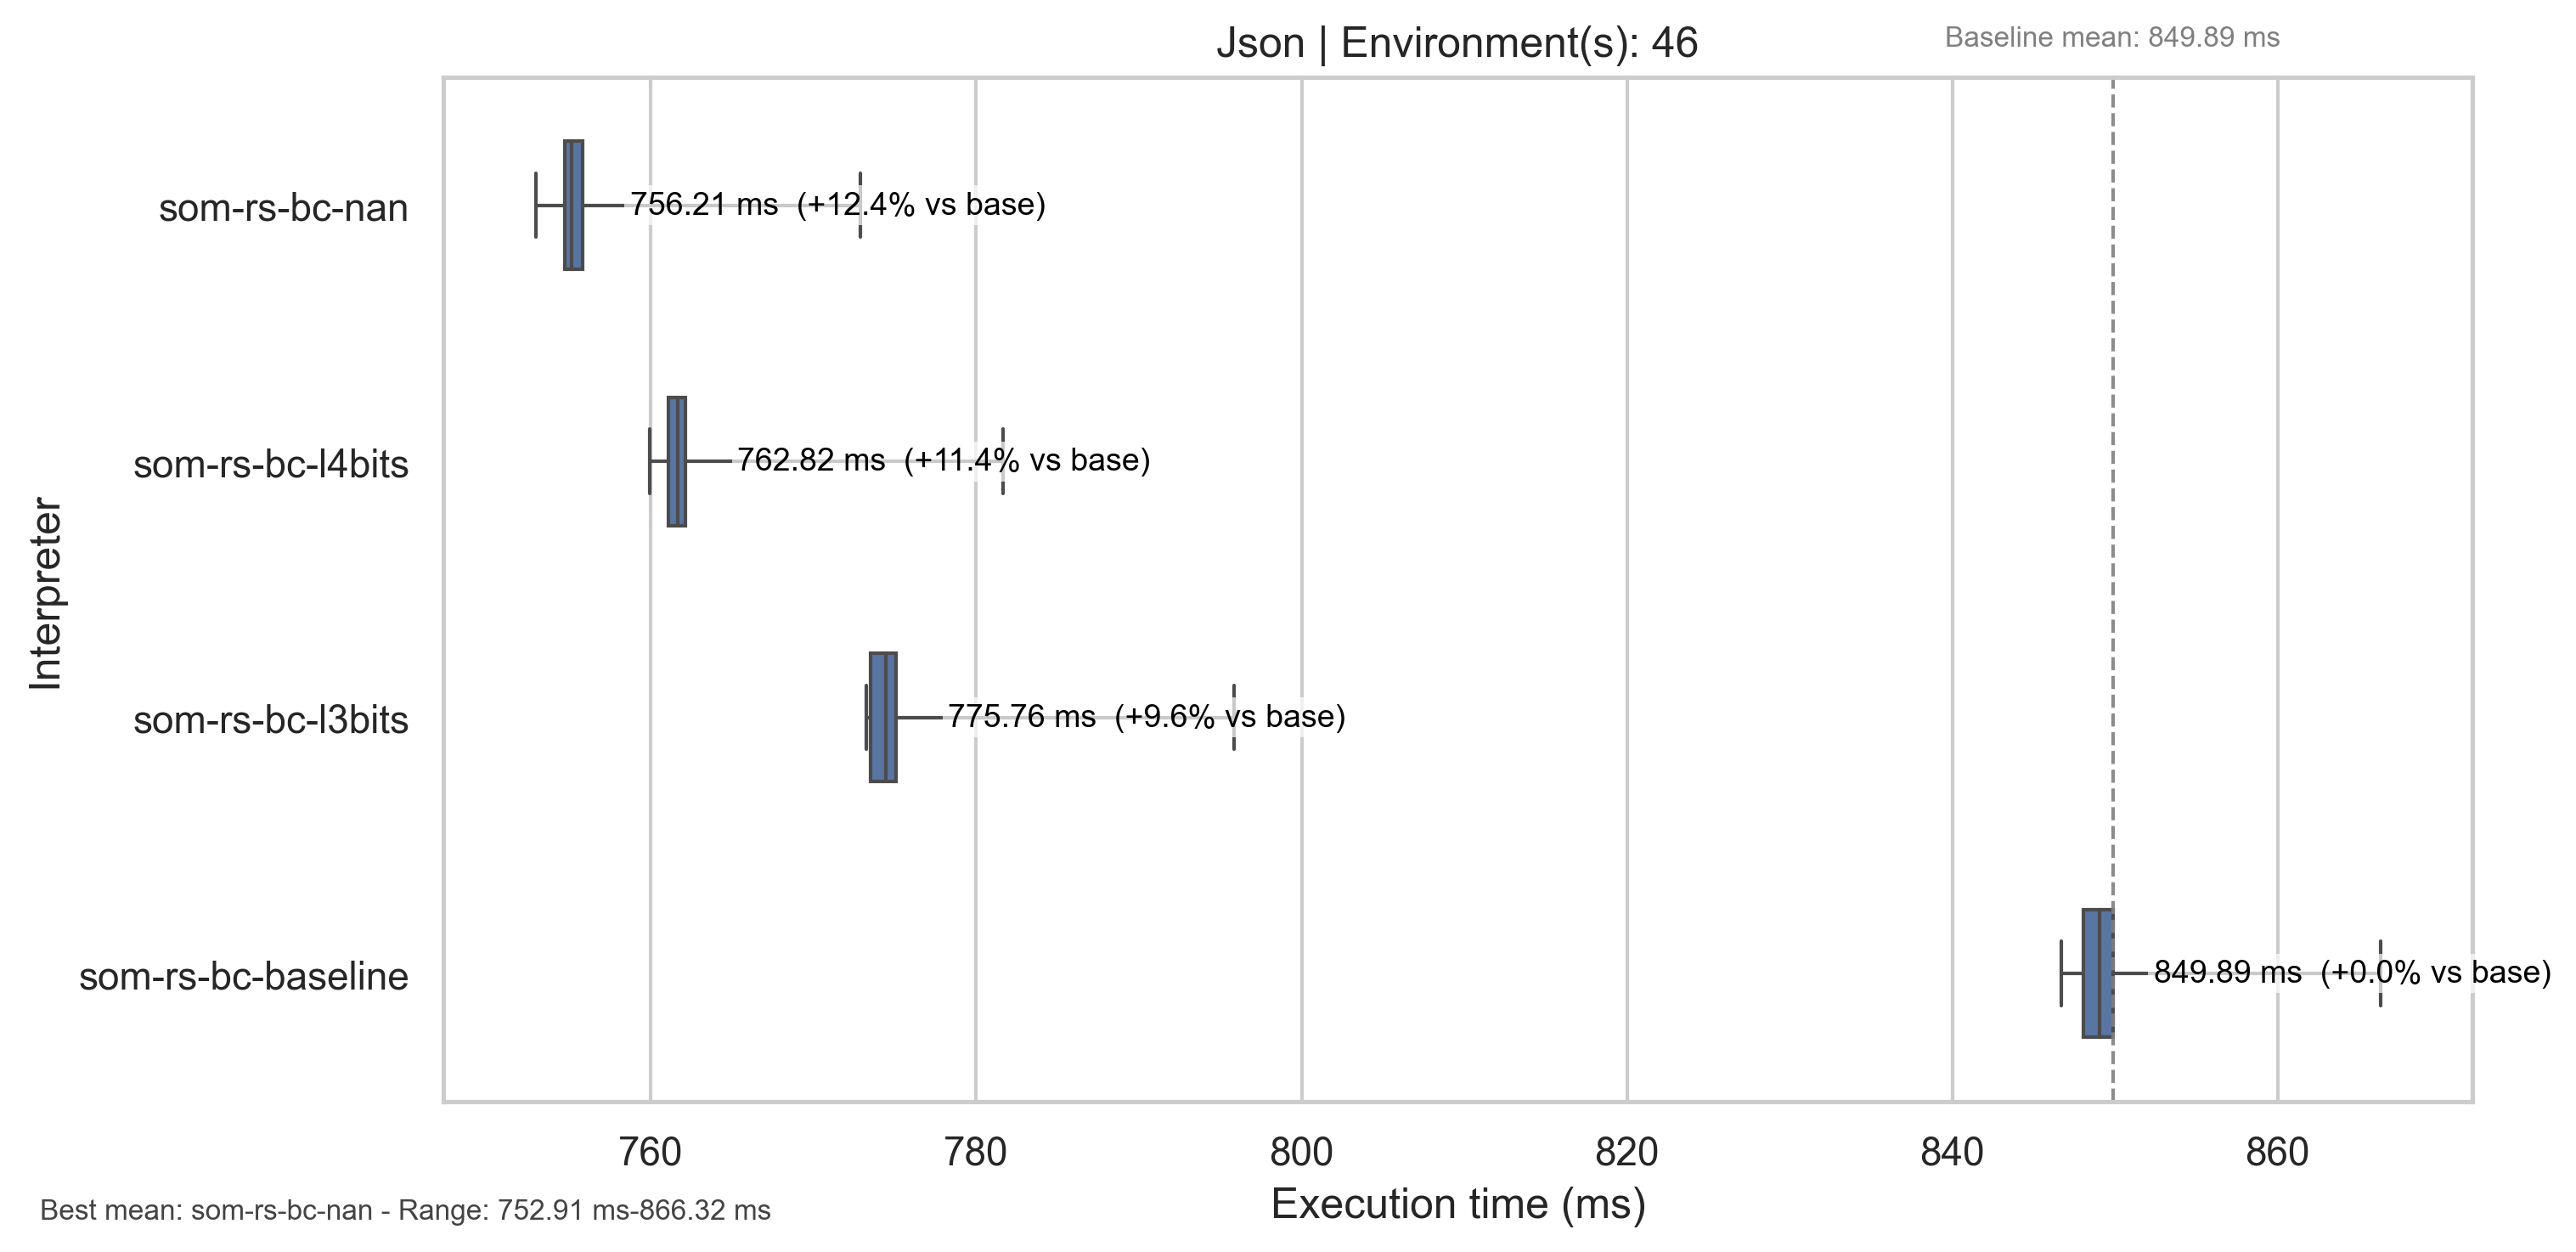 Json | Environment(s): 46
Baseline mean: 849.89 ms
Interpreter
som-rs-bc-nan
756.21 ms (+12.4% vs base)
som-rs-bc-l4bits
762.82 ms (+11.4% vs base)
som-rs-bc-l3bits
775.76 ms (+9.6% vs base)
som-rs-bc-baseline
849.89 ms (+0.0% vs base)
760 780 800 820 840 860
Execution time (ms)
Best mean: som-rs-bc-nan - Range: 752.91 ms-866.32 ms